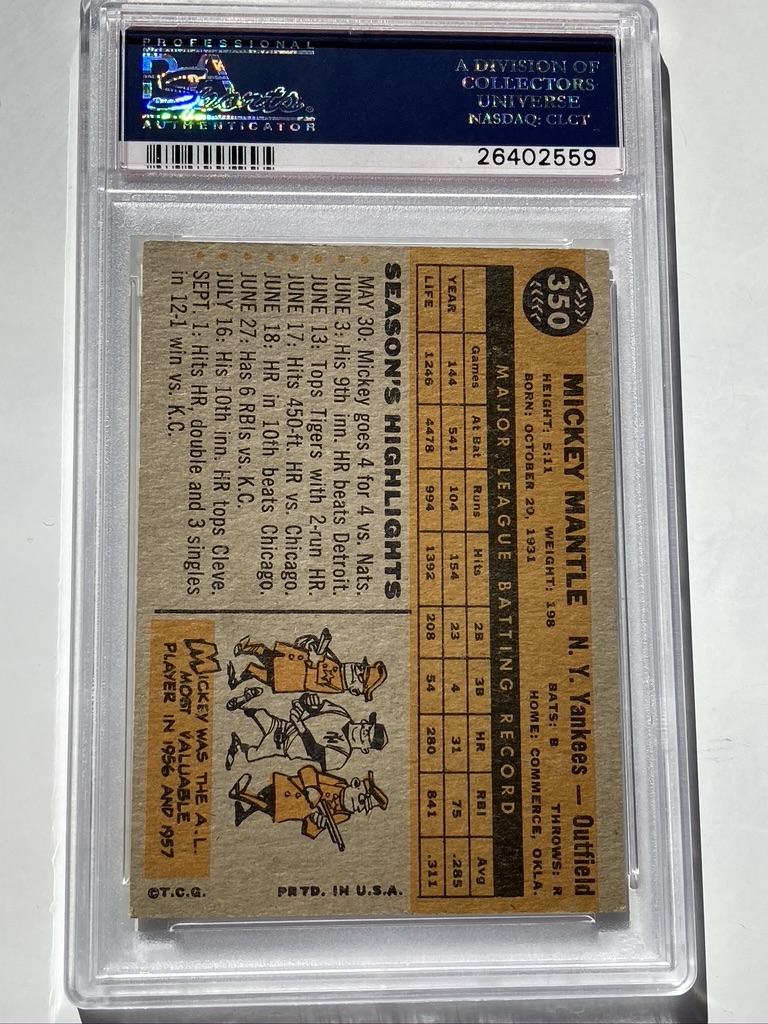 PROFESSIONAL
PSA
Sports.
AUTHENTICATOR
A DIVISION OF
COLLECTORS
UNIVERSE
NASDAQ: CLCT
26402559
350
MICKEY MANTLE N. Y. Yankees — Outfield
HEIGHT: 5:11 WEIGHT: 198 BATS: B THROWS: R
BORN: OCTOBER 20, 1931 HOME: COMMERCE, OKLA.
MAJOR LEAGUE BATTING RECORD
Games At Bat Runs Hits 2B 3B HR RBI Avg
YEAR 144 541 104 154 23 4 31 75 .285
LIFE 1246 4478 994 1392 208 54 280 841 .311
SEASON'S HIGHLIGHTS
MAY 30: Mickey goes 4 for 4 vs. Nats.
JUNE 3: His 9th inn. HR beats Detroit.
JUNE 13: Tops Tigers with 2-run HR.
JUNE 17: Hits 450-ft. HR vs. Chicago.
JUNE 18: HR in 10th beats Chicago.
JUNE 27: Has 6 RBIs vs. K.C.
JULY 16: His 10th inn. HR tops Cleve.
SEPT. 1: Hits HR, double and 3 singles
in 12-1 win vs. K.C.
MICKEY WAS THE A.L.
MOST VALUABLE
PLAYER IN 1956 AND 1957
PRTD. IN U.S.A.
©T.C.G.